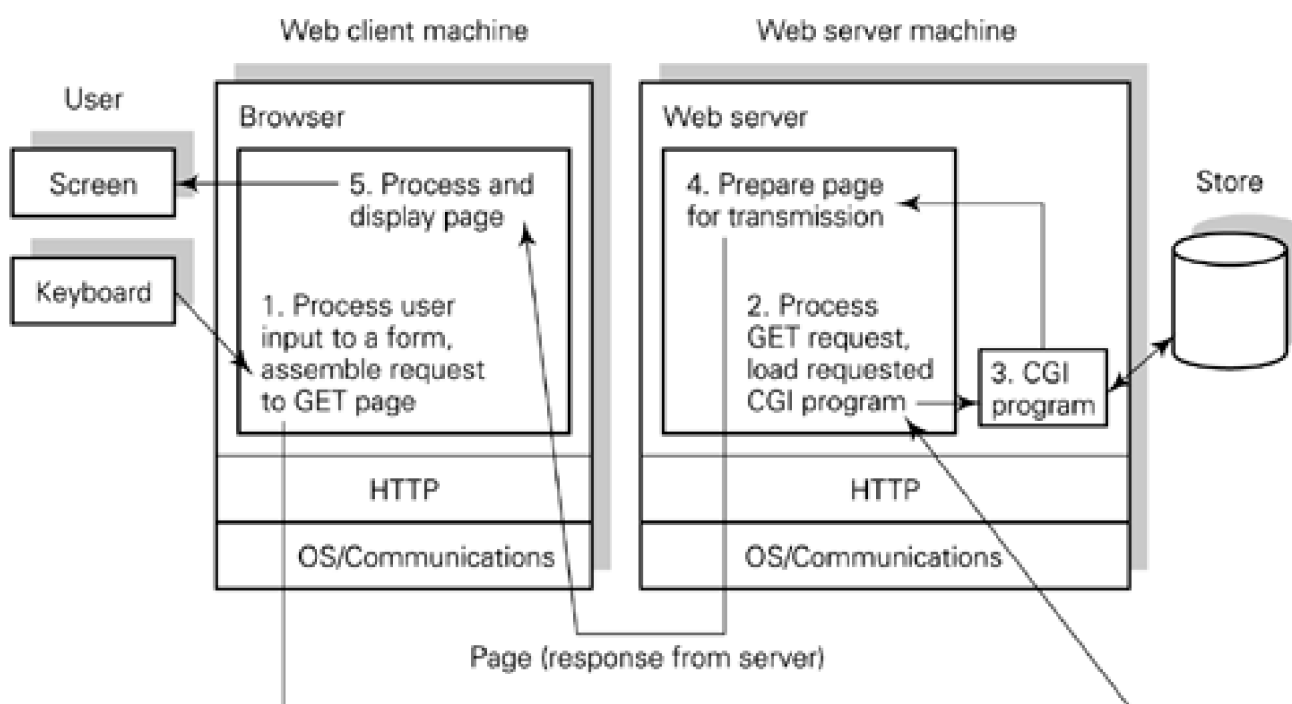 Web client machine
Web server machine
User
Browser
Web server
Screen
5. Process and
display page
4. Prepare page
for transmission
Store
Keyboard
1. Process user
input to a form,
assemble request
to GET page
2. Process
GET request,
load requested
CGI program
3. CGI
program
HTTP
HTTP
OS/Communications
OS/Communications
Page (response from server)